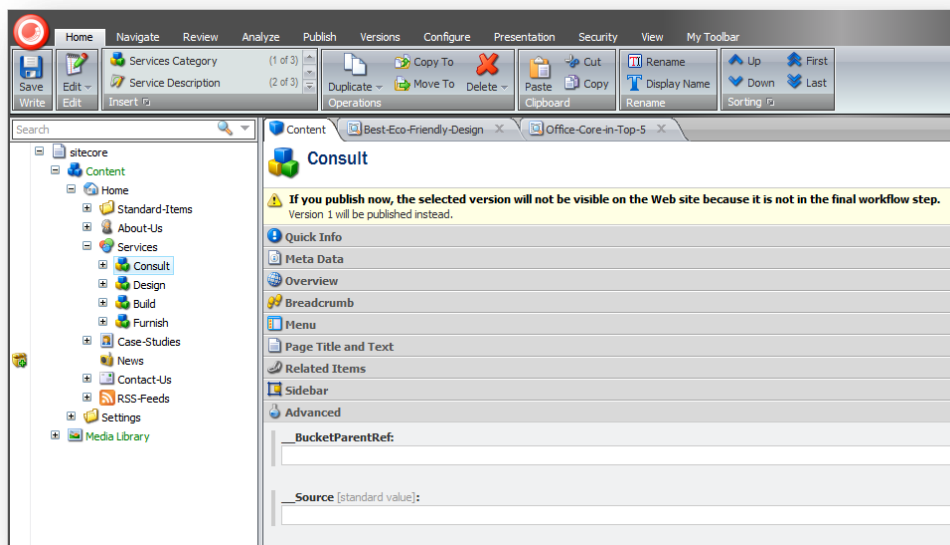 Home Navigate Review Analyze Publish Versions Configure Presentation Security View My Toolbar
Services Category (1 of 3) Copy To Cut Rename Up First
Save Edit Service Description (2 of 3) Duplicate Move To Delete Paste Copy Display Name Down Last
Write Edit Insert Operations Clipboard Rename Sorting
Search
Content Best-Eco-Friendly-Design X Office-Core-in-Top-5 X
sitecore
Content
Home
Standard-Items
About-Us
Services
Consult
Design
Build
Furnish
Case-Studies
News
Contact-Us
RSS-Feeds
Settings
Media Library
Consult
If you publish now, the selected version will not be visible on the Web site because it is not in the final workflow step.
Version 1 will be published instead.
Quick Info
Meta Data
Overview
Breadcrumb
Menu
Page Title and Text
Related Items
Sidebar
Advanced
__BucketParentRef:
__Source [standard value]: